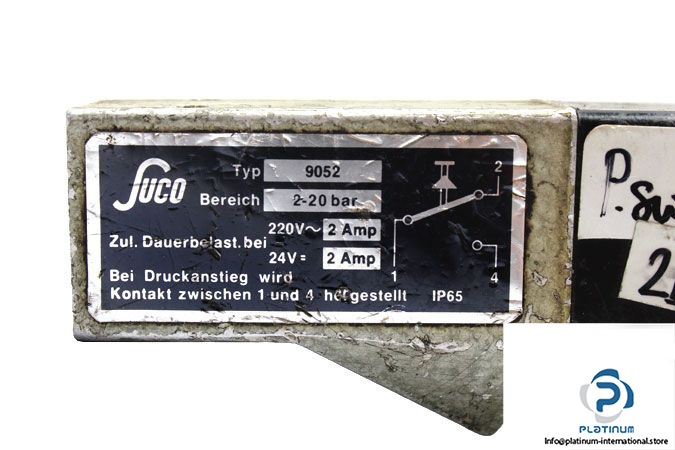 SUCO
Typ 9052
Bereich 2-20 bar
Zul. Dauerbelast. bei 220V~ 2 Amp
24V= 2 Amp
Bei Druckanstieg wird
Kontakt zwischen 1 und 4 hergestellt IP65
2
1 4
P.
2
PLATINUM
Info@platinum-international.store